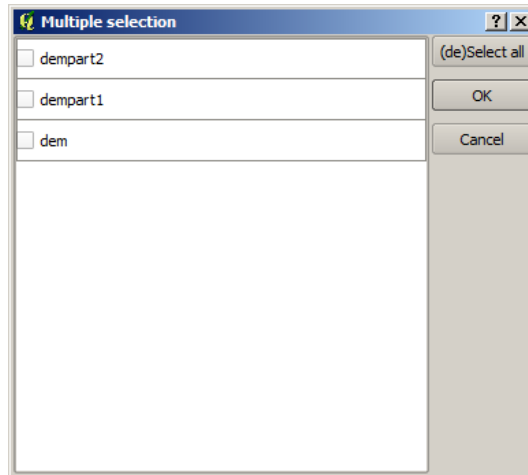 Multiple selection
dempart2
dempart1
dem
(de)Select all
OK
Cancel